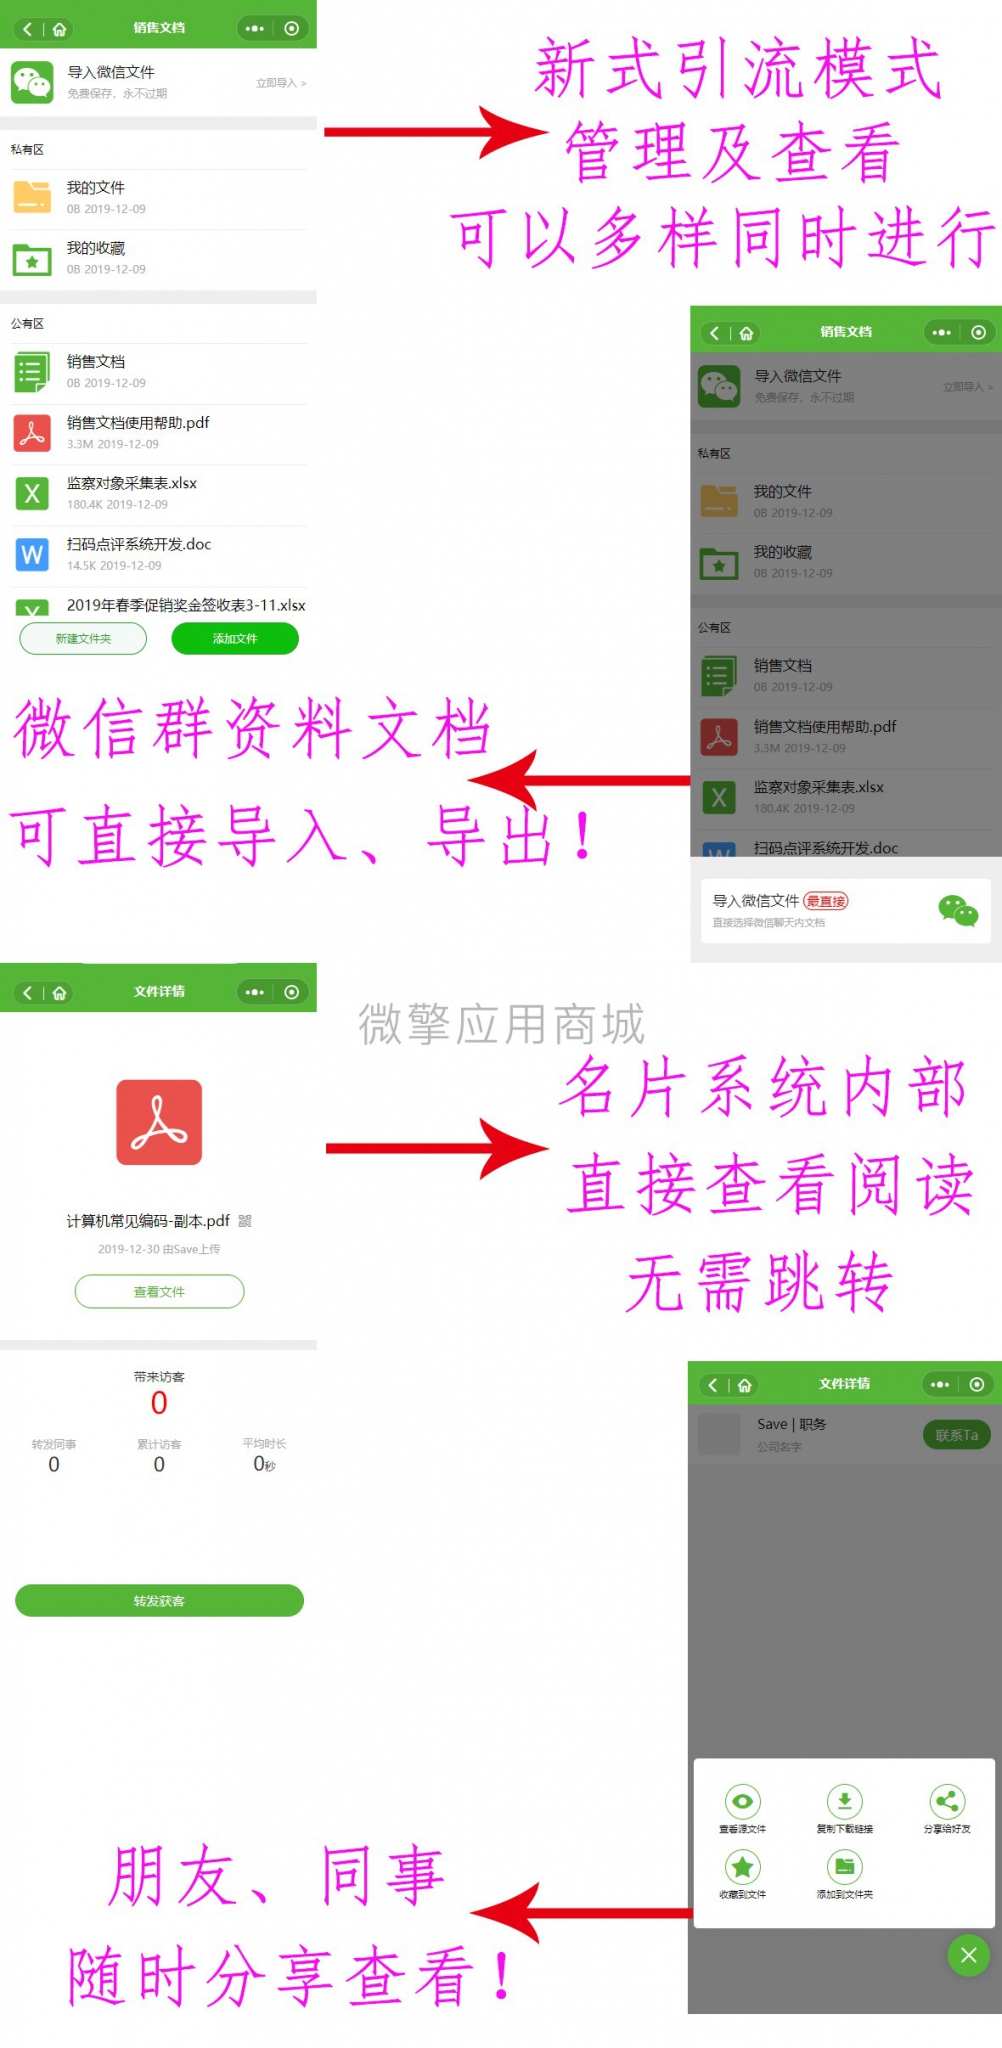 销售文档
导入微信文件
免费保存，永不过期
立即导入 >
私有区
我的文件
0B 2019-12-09
我的收藏
0B 2019-12-09
公有区
销售文档
0B 2019-12-09
销售文档使用帮助.pdf
3.3M 2019-12-09
X
监察对象采集表.xlsx
180.4K 2019-12-09
W
扫码点评系统开发.doc
14.5K 2019-12-09
2019年春季促销奖金签收表3-11.xlsx
新建文件夹
添加文件
新式引流模式
管理及查看
可以多样同时进行
销售文档
导入微信文件
免费保存，永不过期
立即导入 >
私有区
我的文件
0B 2019-12-09
我的收藏
0B 2019-12-09
公有区
销售文档
0B 2019-12-09
销售文档使用帮助.pdf
3.3M 2019-12-09
X
监察对象采集表.xlsx
180.4K 2019-12-09
W
扫码点评系统开发.doc
导入微信文件 最直接
直接选择微信聊天内文档
微信群资料文档
可直接导入、导出！
文件详情
计算机常见编码-副本.pdf
2019-12-30 由Save上传
查看文件
带来访客
0
转发同事
0
累计访客
0
平均时长
0秒
转发获客
微擎应用商城
名片系统内部
直接查看阅读
无需跳转
文件详情
Save | 职务
公司名字
联系Ta
查看源文件
复制下载链接
分享给好友
收藏到文件
添加到文件夹
朋友、同事
随时分享查看！